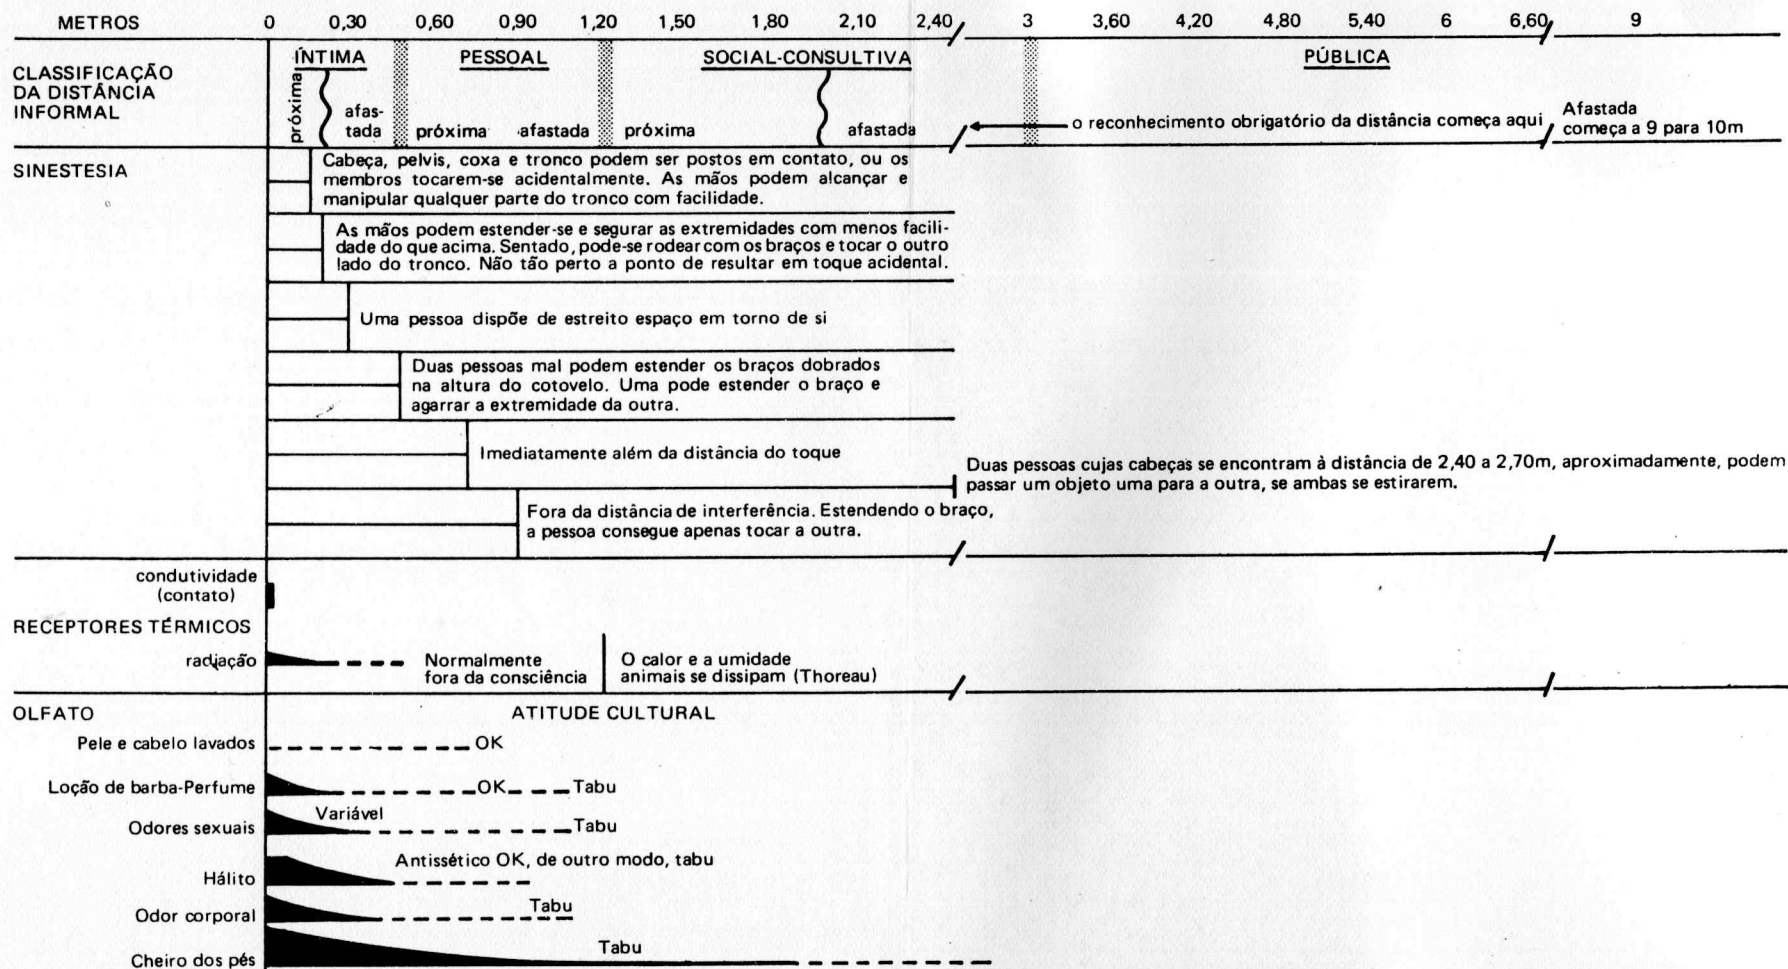 METROS 0 0,30 0,60 0,90 1,20 1,50 1,80 2,10 2,40 3 3,60 4,20 4,80 5,40 6 6,60 9
CLASSIFICAÇÃO
DA DISTÂNCIA
INFORMAL
ÍNTIMA PESSOAL SOCIAL-CONSULTIVA PÚBLICA
próxima
afas-
tada
próxima afastada próxima afastada
o reconhecimento obrigatório da distância começa aqui
Afastada
começa a 9 para 10m
SINESTESIA
Cabeça, pelvis, coxa e tronco podem ser postos em contato, ou os
membros tocarem-se acidentalmente. As mãos podem alcançar e
manipular qualquer parte do tronco com facilidade.
As mãos podem estender-se e segurar as extremidades com menos facili-
dade do que acima. Sentado, pode-se rodear com os braços e tocar o outro
lado do tronco. Não tão perto a ponto de resultar em toque acidental.
Uma pessoa dispõe de estreito espaço em torno de si
Duas pessoas mal podem estender os braços dobrados
na altura do cotovelo. Uma pode estender o braço e
agarrar a extremidade da outra.
Imediatamente além da distância do toque
Duas pessoas cujas cabeças se encontram à distância de 2,40 a 2,70m, aproximadamente, podem
passar um objeto uma para a outra, se ambas se estirarem.
Fora da distância de interferência. Estendendo o braço,
a pessoa consegue apenas tocar a outra.
condutividade
(contato)
RECEPTORES TÉRMICOS
radiação
Normalmente
fora da consciência
O calor e a umidade
animais se dissipam (Thoreau)
OLFATO ATITUDE CULTURAL
Pele e cabelo lavados OK
Loção de barba-Perfume OK Tabu
Odores sexuais Variável Tabu
Hálito Antissético OK, de outro modo, tabu
Odor corporal Tabu
Cheiro dos pés Tabu